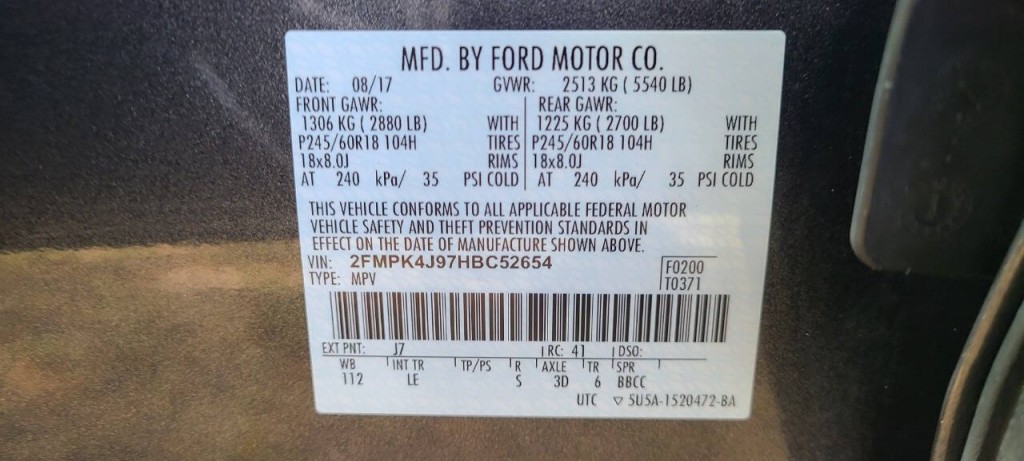 MFD. BY FORD MOTOR CO.
DATE: 08/17 GVWR: 2513 KG ( 5540 LB)
FRONT GAWR: REAR GAWR:
1306 KG ( 2880 LB) WITH 1225 KG ( 2700 LB) WITH
P245/60R18 104H TIRES P245/60R18 104H TIRES
18x8.0J RIMS 18x8.0J RIMS
AT 240 kPa/ 35 PSI COLD AT 240 kPa/ 35 PSI COLD
THIS VEHICLE CONFORMS TO ALL APPLICABLE FEDERAL MOTOR
VEHICLE SAFETY AND THEFT PREVENTION STANDARDS IN
EFFECT ON THE DATE OF MANUFACTURE SHOWN ABOVE.
VIN: 2FMPK4J97HBC52654 F0200
TYPE: MPV T0371
EXT PNT: J7 RC: 41 DSO:
WB INT TR TP/PS R AXLE TR SPR
112 LE S 3D 6 BBCC
UTC ▽ 5U5A-1520472-BA